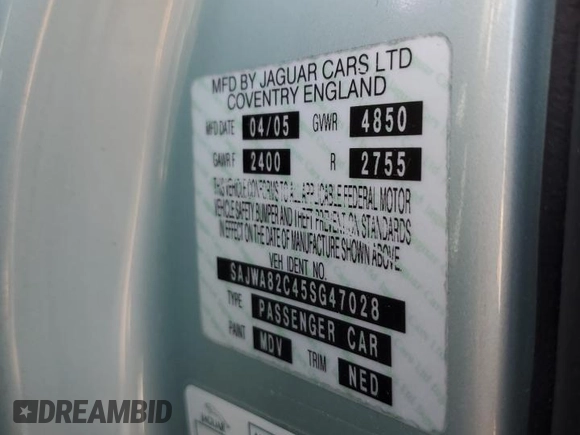 MFD BY JAGUAR CARS LTD
COVENTRY ENGLAND
MFD DATE 04/05 GVWR 4850
GAWR F 2400 R 2755
THIS VEHICLE CONFORMS TO ALL APPLICABLE FEDERAL MOTOR
VEHICLE SAFETY BUMPER AND THEFT PREVENTION STANDARDS
IN EFFECT ON THE DATE OF MANUFACTURE SHOWN ABOVE.
VEH IDENT NO.
SAJWA82C45SG47028
TYPE PASSENGER CAR
PAINT MDV TRIM NED
JAGUAR
DREAMBID